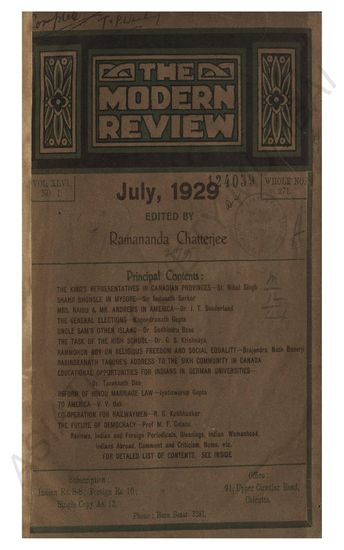 THE
MODERN
REVIEW
VOL. XLVI.
NO 1
124039
WHOLE NO.
271.
July, 1929
EDITED BY
Ramananda Chatterjee
Principal Contents :
THE KING'S REPRESENTATIVES IN CANADIAN PROVINCES—St. Nihal Singh
SHAHJI BHONSLE IN MYSORE—Sir Jadunath Sarkar
MRS. NAIDU & MR. ANDREWS IN AMERICA—Dr. J. T. Sunderland
THE GENERAL ELECTIONS—Nagendranath Gupta
UNCLE SAM'S OTHER ISLAND—Dr. Sudhindra Bose
THE TASK OF THE HIGH SCHOOL—Dr. G. S. Krishnaya
RAMMOHUN ROY ON RELIGIOUS FREEDOM AND SOCIAL EQUALITY—Brajendra Nath Banerji
RABINDRANATH TAGORE'S ADDRESS TO THE SIKH COMMUNITY IN CANADA
EDUCATIONAL OPPORTUNITIES FOR INDIANS IN GERMAN UNIVERSITIES—
Dr. Taraknath Das
REFORM OF HINDU MARRIAGE LAW—Jyotiswarup Gupta
TO AMERICA—V. V. Oak
CO-OPERATION FOR RAILWAYMEN—R. G.
THE FUTURE OF DEMOCRACY—Prof. M. F.
Reviews, Indian and Foreign Periodicals, Gleanings, Indian Womanhood,
Indians Abroad, Comment and Criticism, Notes, etc.
FOR DETAILED LIST OF CONTENTS, SEE INSIDE
Subscription :
Indian Rs. 8-8; Foreign Rs. 10;
Single Copy As. 12.
Office :
91, Upper Circular Road,
Calcutta.
Phone : Burra Bazar